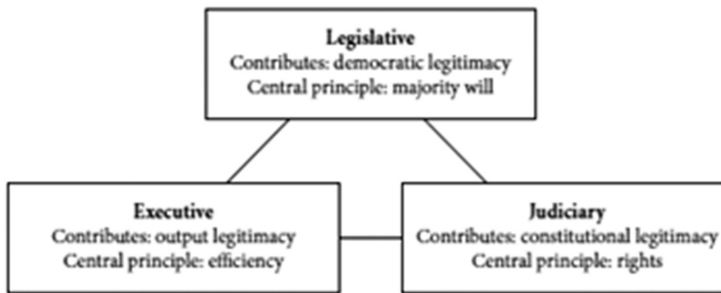 Legislative
Contributes: democratic legitimacy
Central principle: majority will
Executive
Contributes: output legitimacy
Central principle: efficiency
Judiciary
Contributes: constitutional legitimacy
Central principle: rights